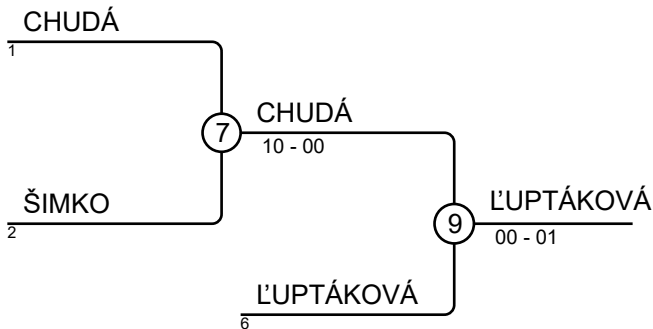 CHUDÁ
1
7
CHUDÁ
10 - 00
ŠIMKO
2
9
ĽUPTÁKOVÁ
00 - 01
ĽUPTÁKOVÁ
6